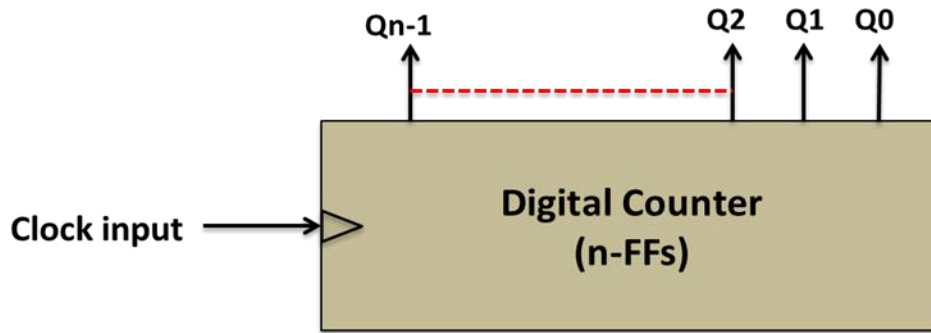 Qn-1
Q2
Q1
Q0
Digital Counter
(n-FFs)
Clock input